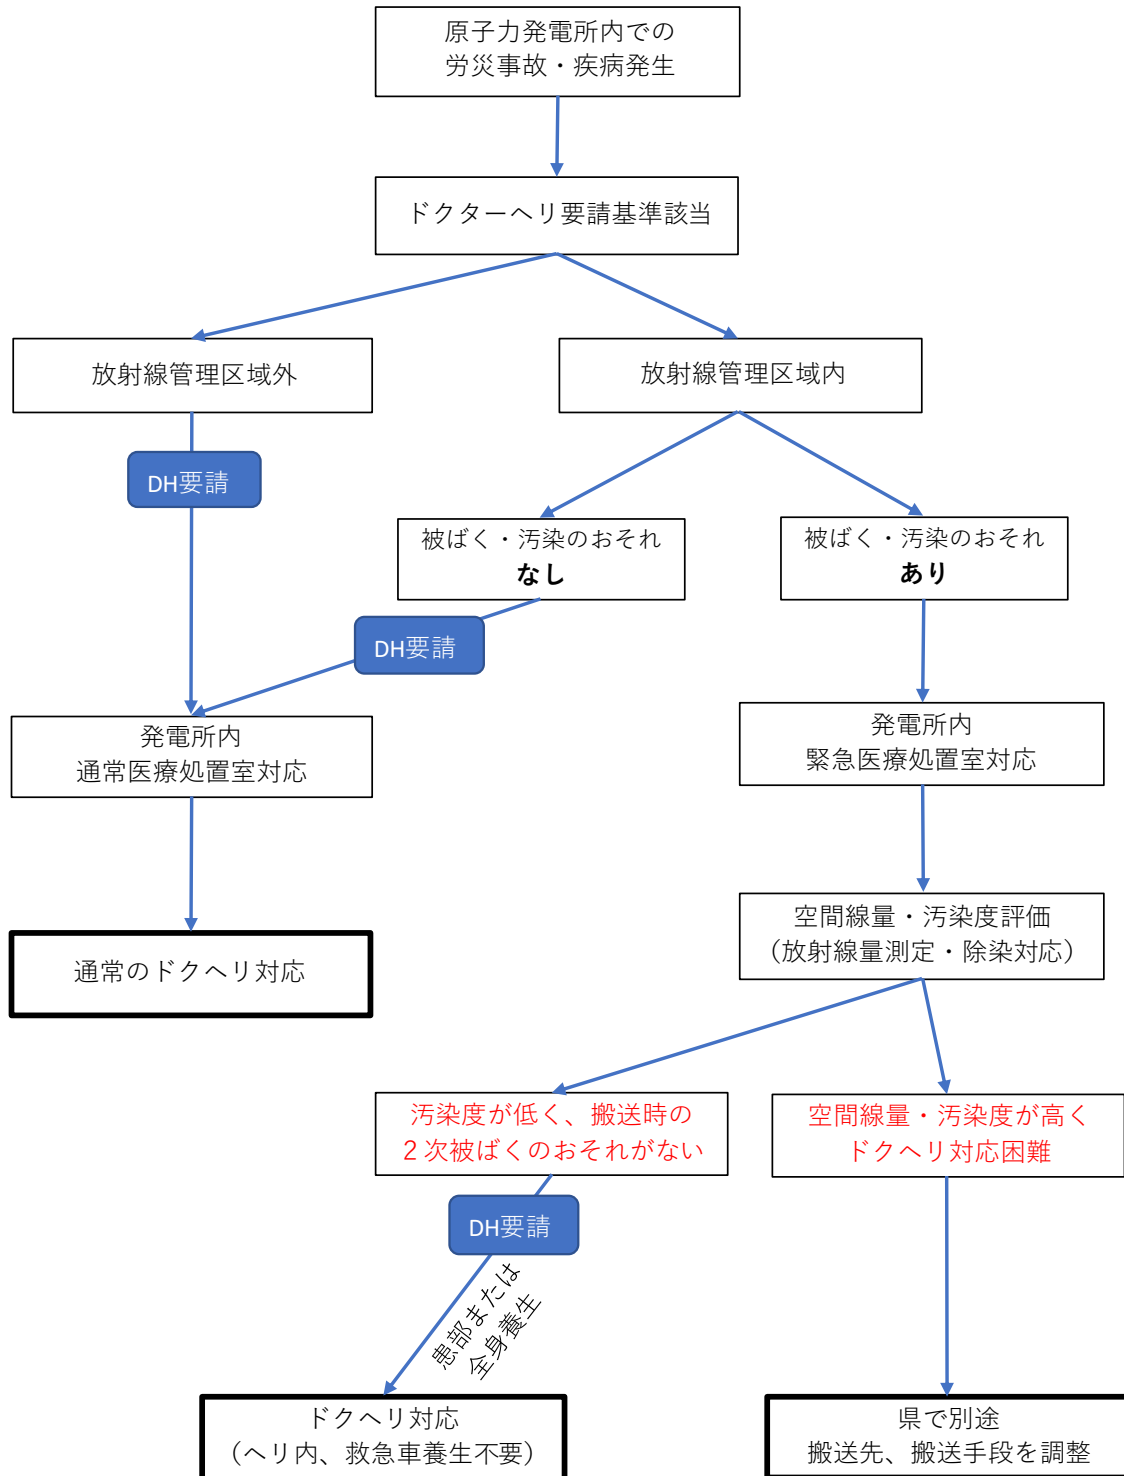 原子力発電所内での
労災事故・疾病発生
ドクターヘリ要請基準該当
放射線管理区域外
放射線管理区域内
DH要請
被ばく・汚染のおそれ
なし
被ばく・汚染のおそれ
あり
DH要請
発電所内
通常医療処置室対応
発電所内
緊急医療処置室対応
空間線量・汚染度評価
（放射線量測定・除染対応）
通常のドクヘリ対応
汚染度が低く、搬送時の
２次被ばくのおそれがない
空間線量・汚染度が高く
ドクヘリ対応困難
DH要請
患部または
全身養生
ドクヘリ対応
（ヘリ内、救急車養生不要）
県で別途
搬送先、搬送手段を調整